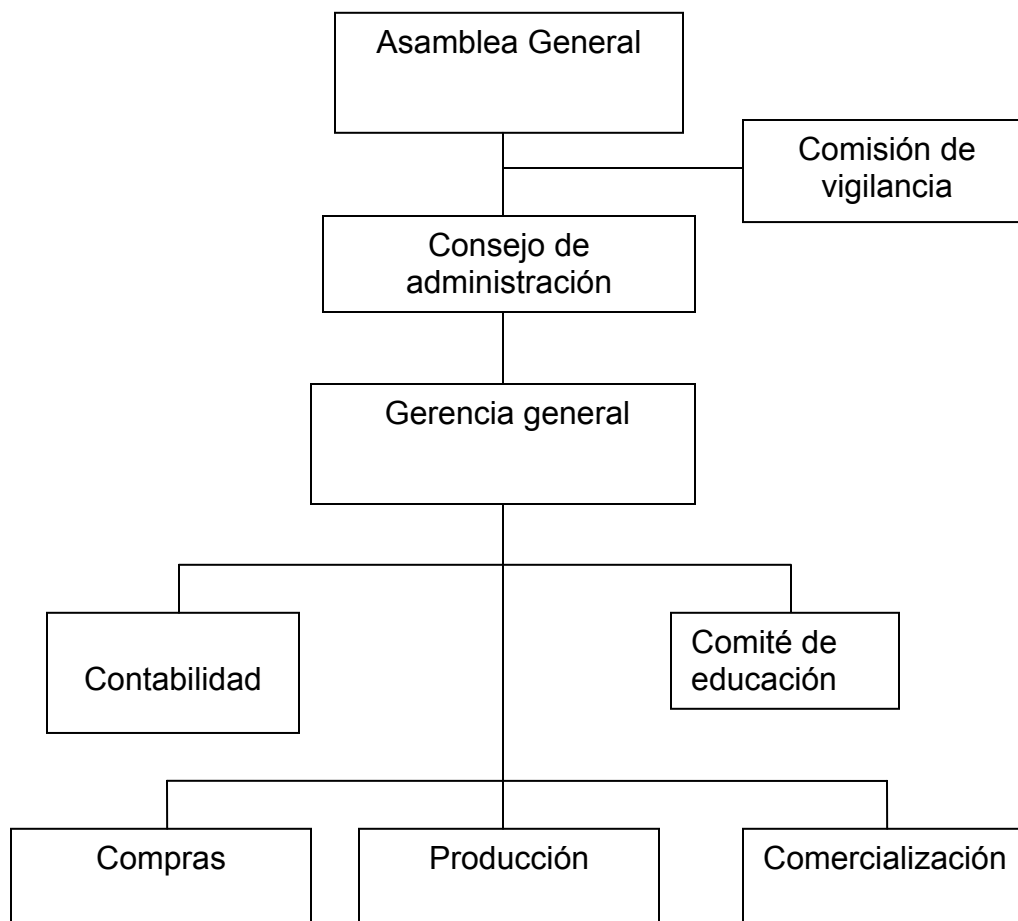 Asamblea General
Comisión de
vigilancia
Consejo de
administración
Gerencia general
Contabilidad
Comité de
educación
Compras
Producción
Comercialización